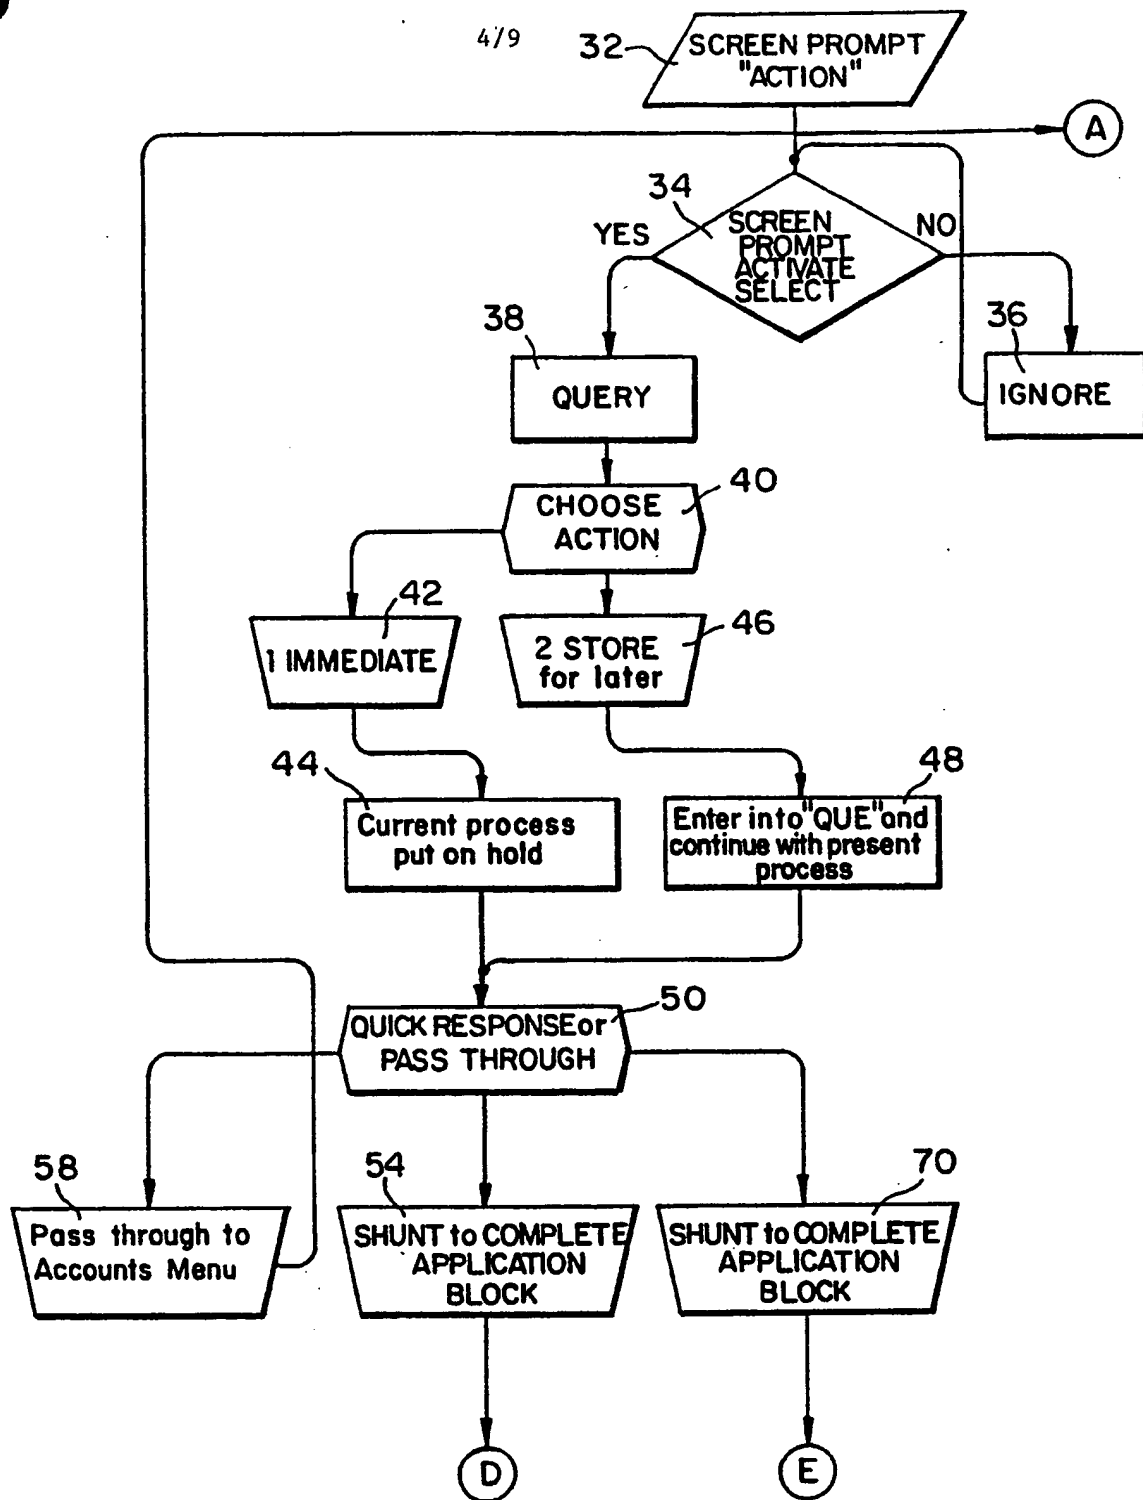 4/9
32
SCREEN PROMPT
"ACTION"
A
34
YES
NO
SCREEN
PROMPT
ACTIVATE
SELECT
36
IGNORE
38
QUERY
40
CHOOSE
ACTION
42
1 IMMEDIATE
46
2 STORE
for later
44
Current process
put on hold
48
Enter into "QUE" and
continue with present
process
50
QUICK RESPONSE or
PASS THROUGH
58
Pass through to
Accounts Menu
54
SHUNT to COMPLETE
APPLICATION
BLOCK
70
SHUNT to COMPLETE
APPLICATION
BLOCK
D
E